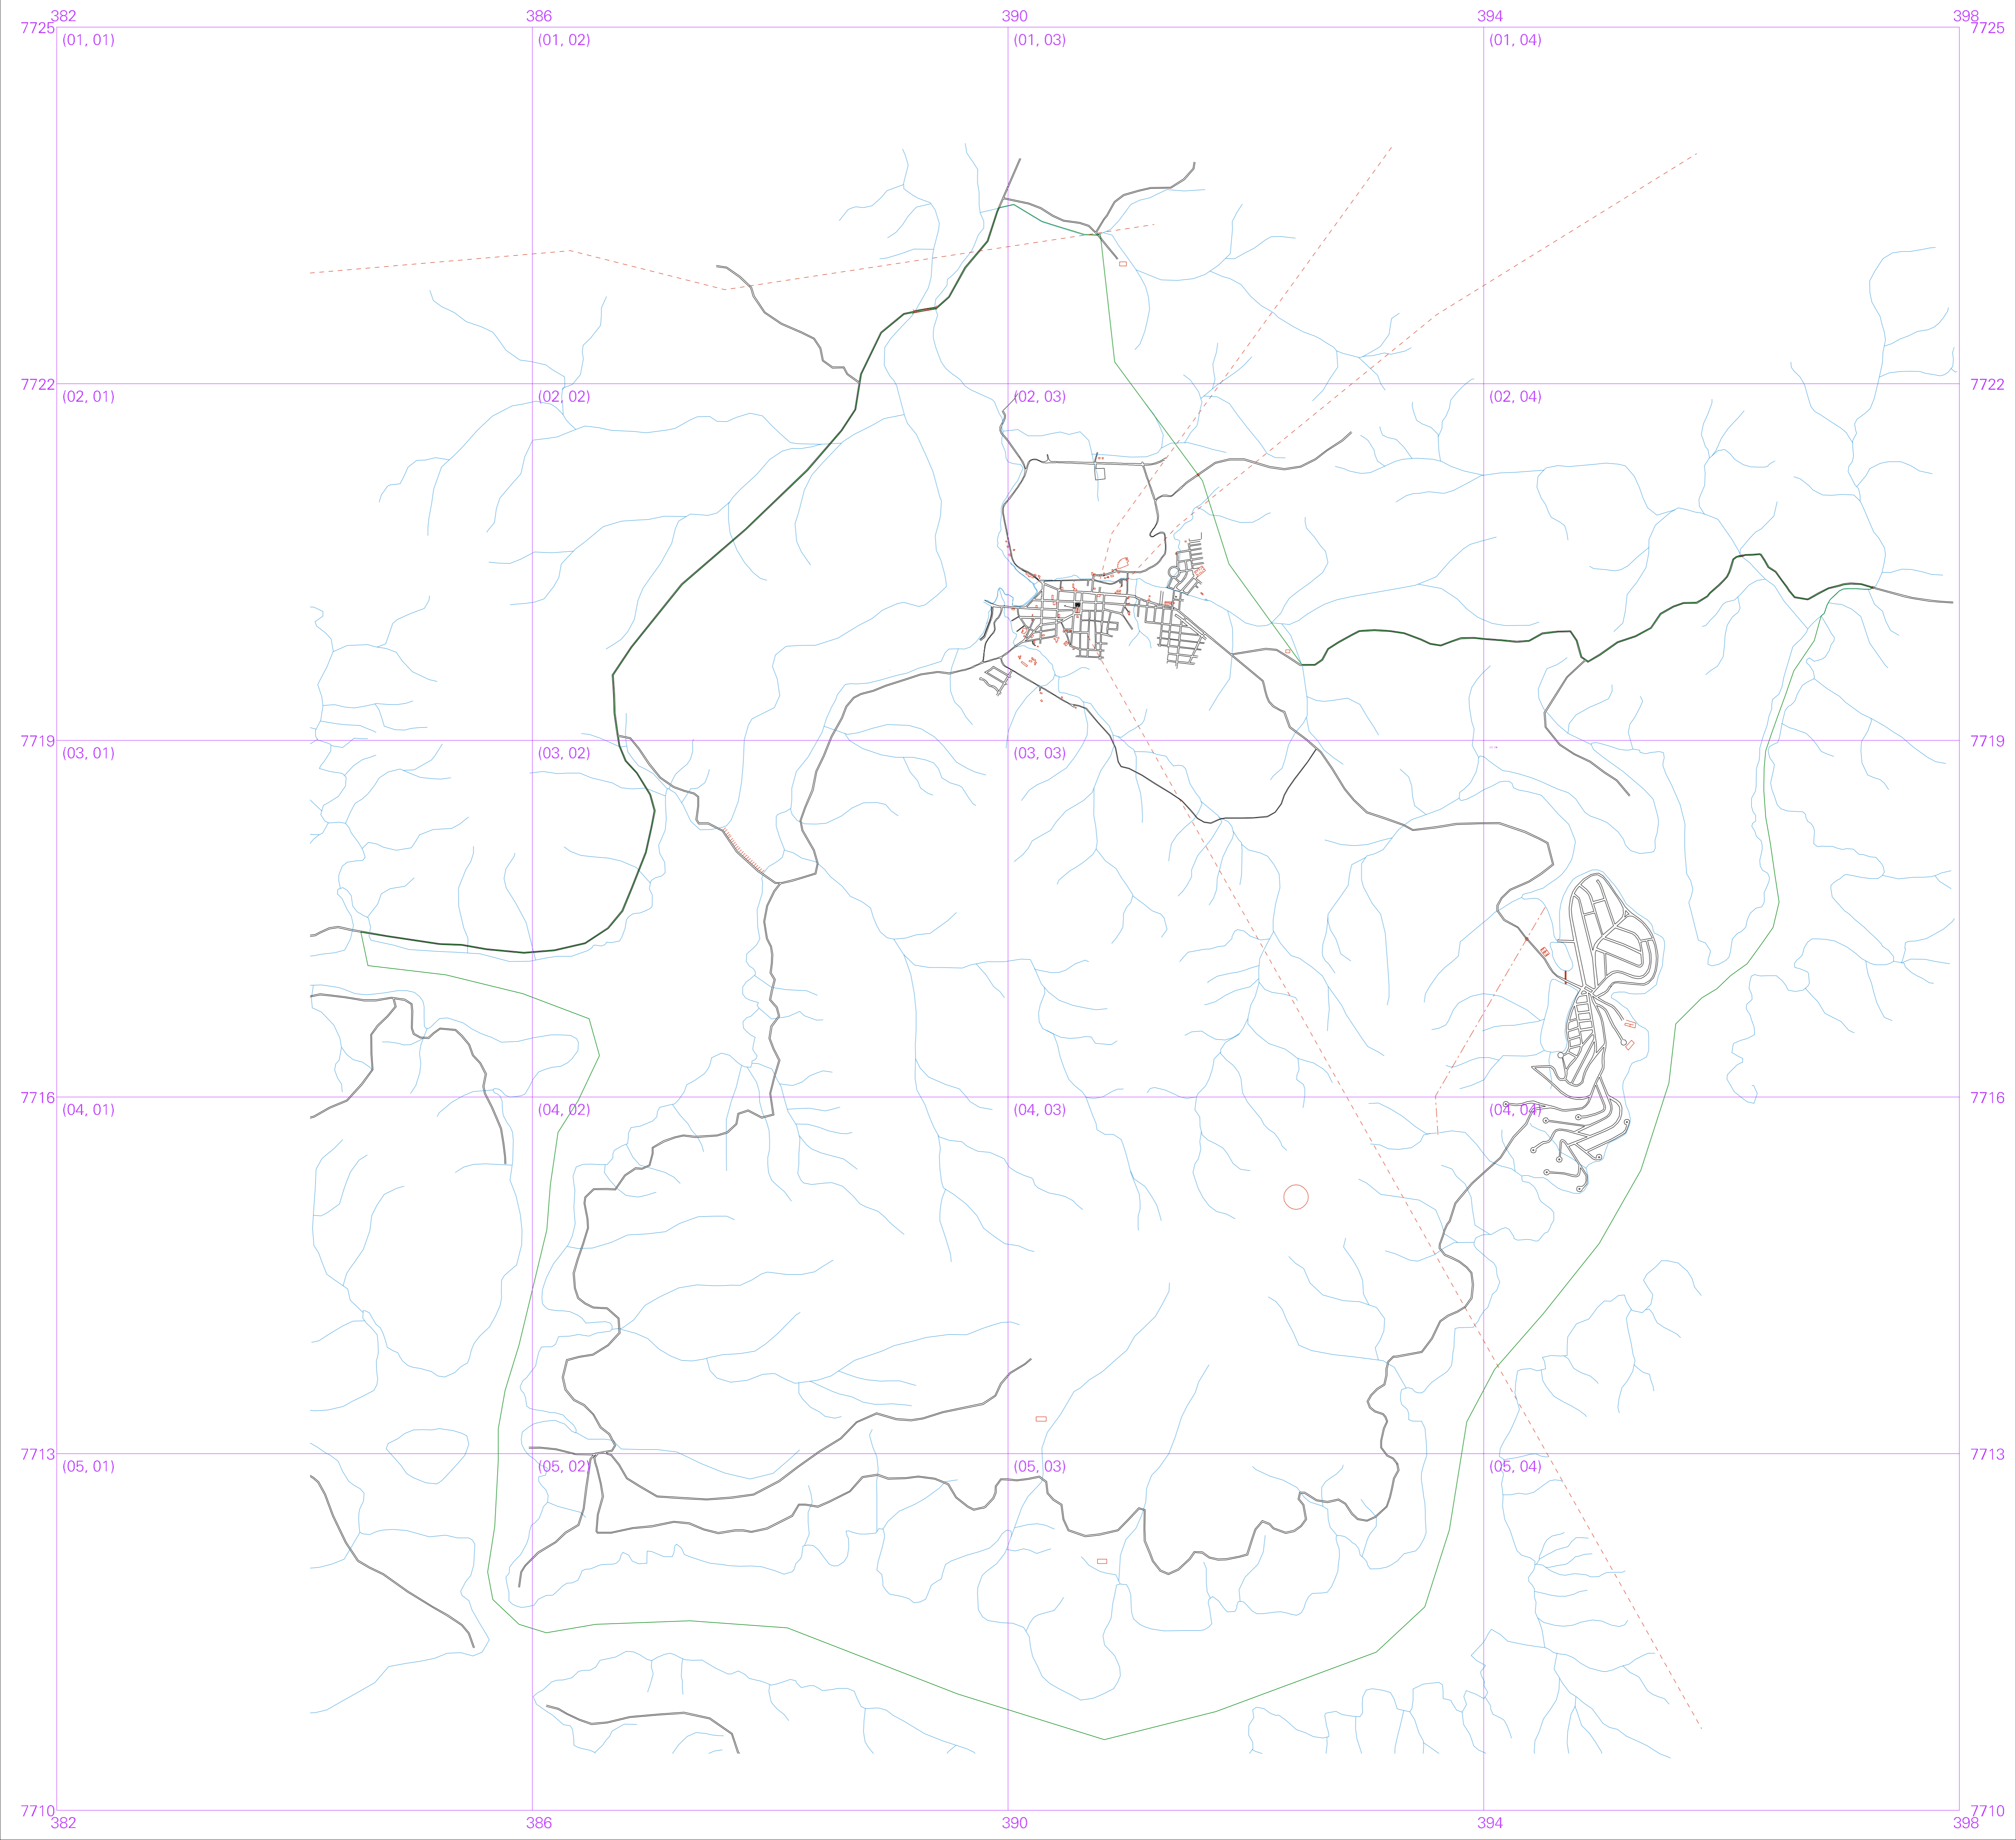 382 386 390 394 398
7725 7725
(01, 01) (01, 02) (01, 03) (01, 04)
7722 7722
(02, 01) (02, 02) (02, 03) (02, 04)
7719 7719
(03, 01) (03, 02) (03, 03)
7716 7716
(04, 01) (04, 02) (04, 03) (04, 04)
7713 7713
(05, 01) (05, 02) (05, 03) (05, 04)
7710 7710
382 386 390 394 398